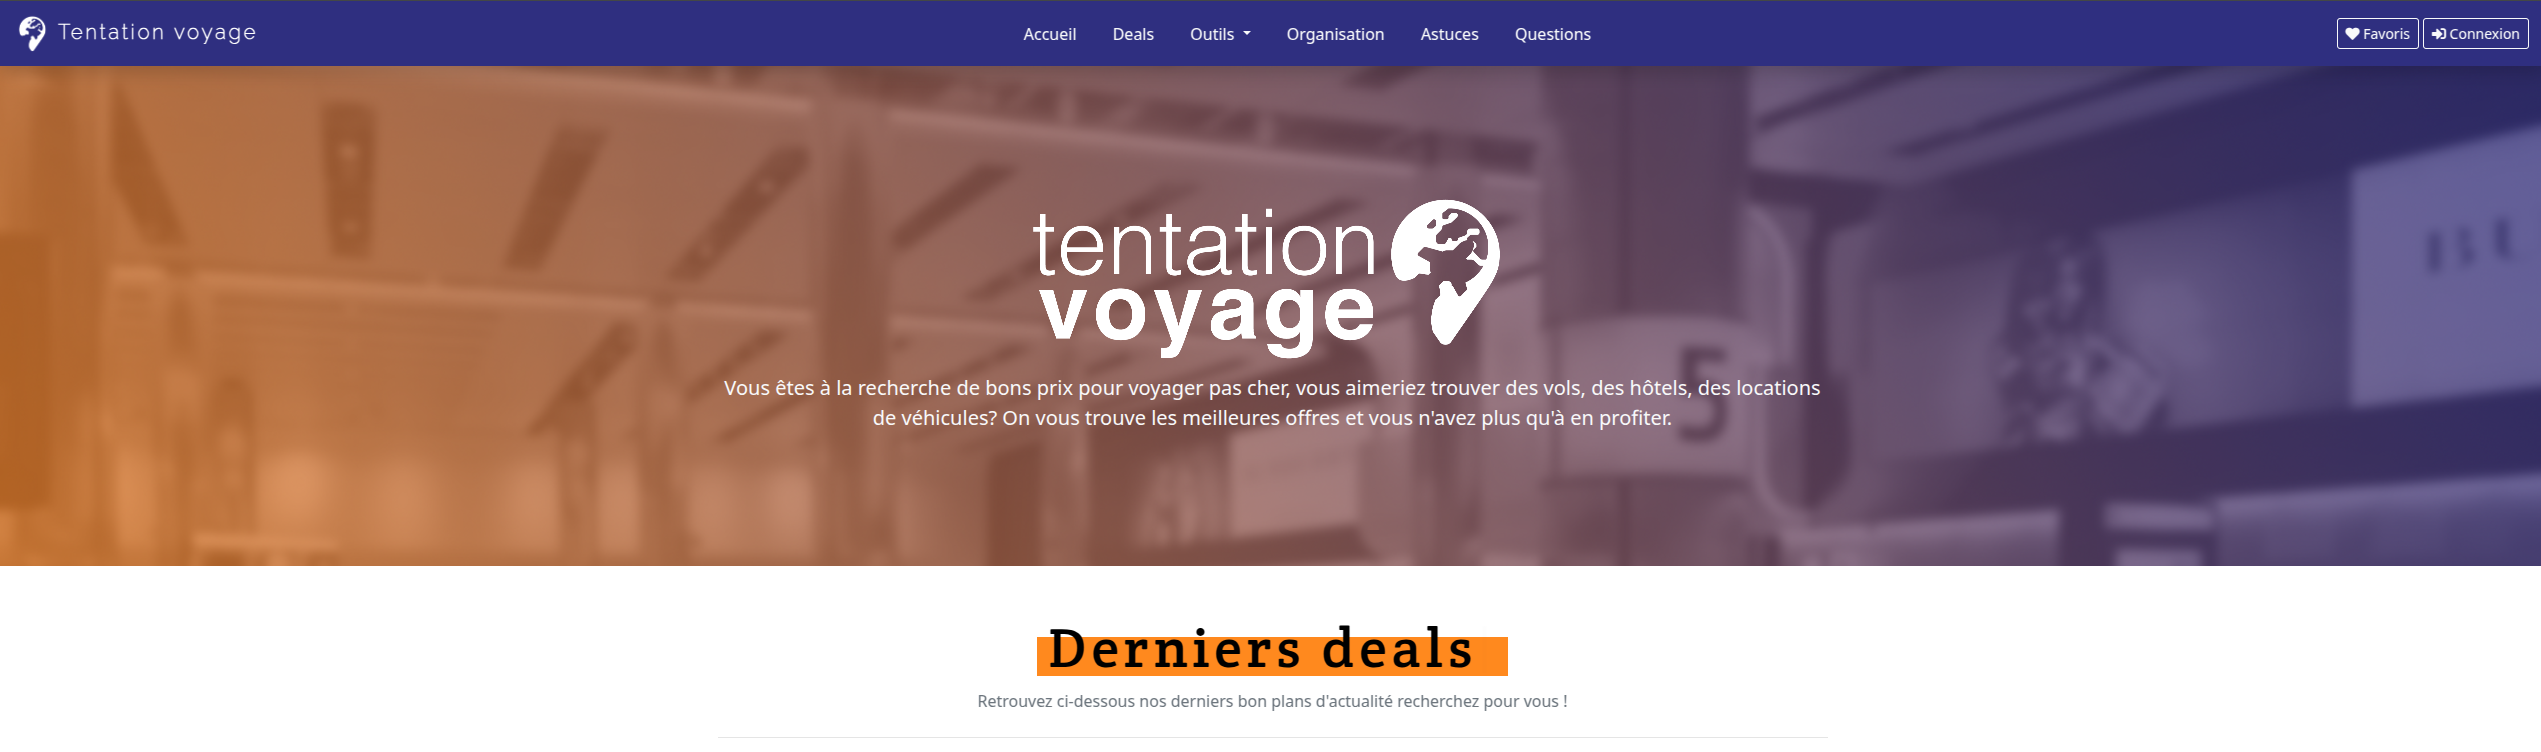 Tentation voyage
Accueil Deals Outils Organisation Astuces Questions
Favoris Connexion
tentation
voyage
5
Vous êtes à la recherche de bons prix pour voyager pas cher, vous aimeriez trouver des vols, des hôtels, des locations
de véhicules? On vous trouve les meilleures offres et vous n'avez plus qu'à en profiter.
Derniers deals
Retrouvez ci-dessous nos derniers bon plans d'actualité recherchez pour vous !